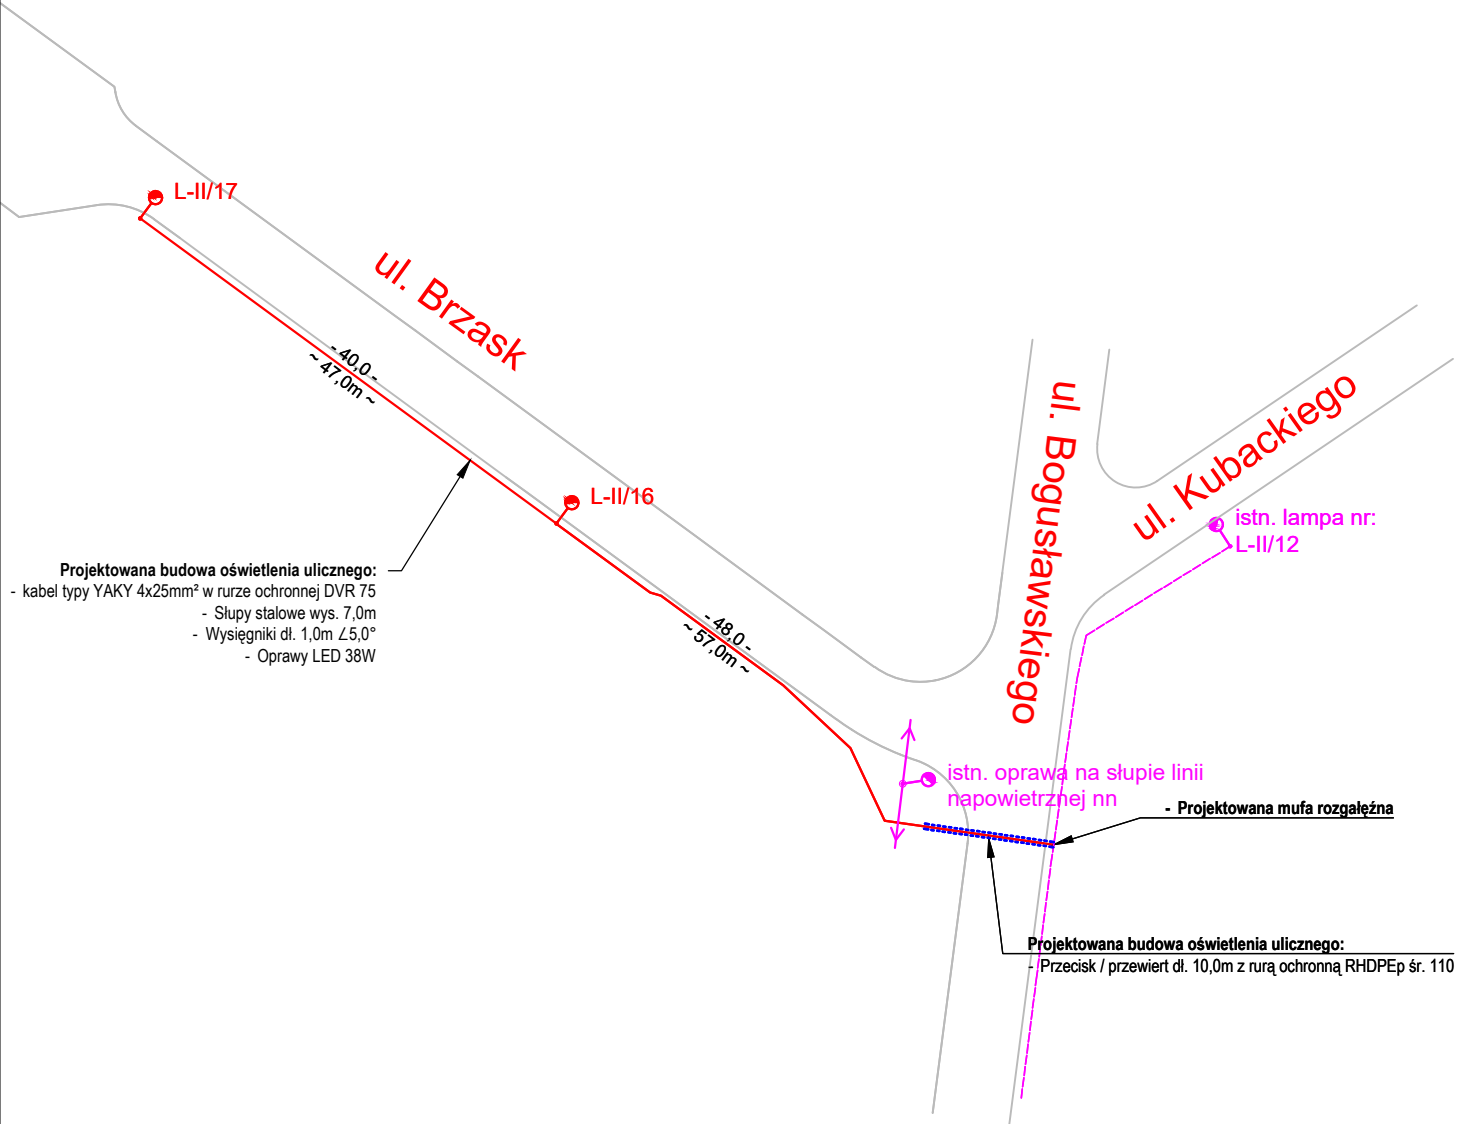 L-II/17
ul. Brzask
- 40,0 -
~ 47,0m ~
L-II/16
ul. Bogusławskiego
ul. Kubackiego
istn. lampa nr:
L-II/12
Projektowana budowa oświetlenia ulicznego:
- kabel typy YAKY 4x25mm² w rurze ochronnej DVR 75
- Słupy stalowe wys. 7,0m
- Wysięgniki dł. 1,0m ∠5,0°
- Oprawy LED 38W
- 48,0 -
~ 57,0m ~
istn. oprawa na słupie linii
napowietrznej nn
- Projektowana mufa rozgałęźna
Projektowana budowa oświetlenia ulicznego:
- Przecisk / przewiert dł. 10,0m z rurą ochronną RHDPEp śr. 110